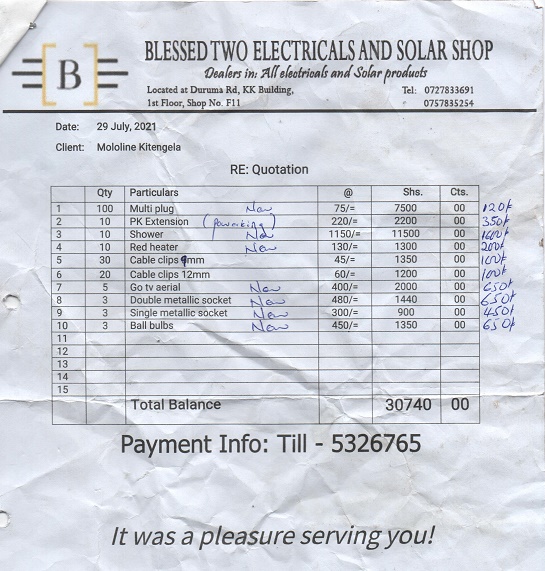 B
BLESSED TWO ELECTRICALS AND SOLAR SHOP
Dealers in: All electricals and Solar products
Located at Duruma Rd, KK Building, Tel: 0727833691
1st Floor, Shop No. F11 0757835254
Date: 29 July, 2021
Client: Mololine Kitengela
RE: Quotation
Qty Particulars @ Shs. Cts.
1 100 Multi plug New 75/= 7500 00 120/
2 10 PK Extension 220/= 2200 00 350/
3 10 Shower New 1150/= 11500 00 1600/
4 10 Red heater New 130/= 1300 00 200/
5 30 Cable clips 9mm 45/= 1350 00 100/
6 20 Cable clips 12mm 60/= 1200 00 100/
7 5 Go tv aerial New 400/= 2000 00 650/
8 3 Double metallic socket New 480/= 1440 00 650/
9 3 Single metallic socket New 300/= 900 00 450/
10 3 Ball bulbs New 450/= 1350 00 650/
11
12
13
14
15
Total Balance 30740 00
Payment Info: Till - 5326765
It was a pleasure serving you!